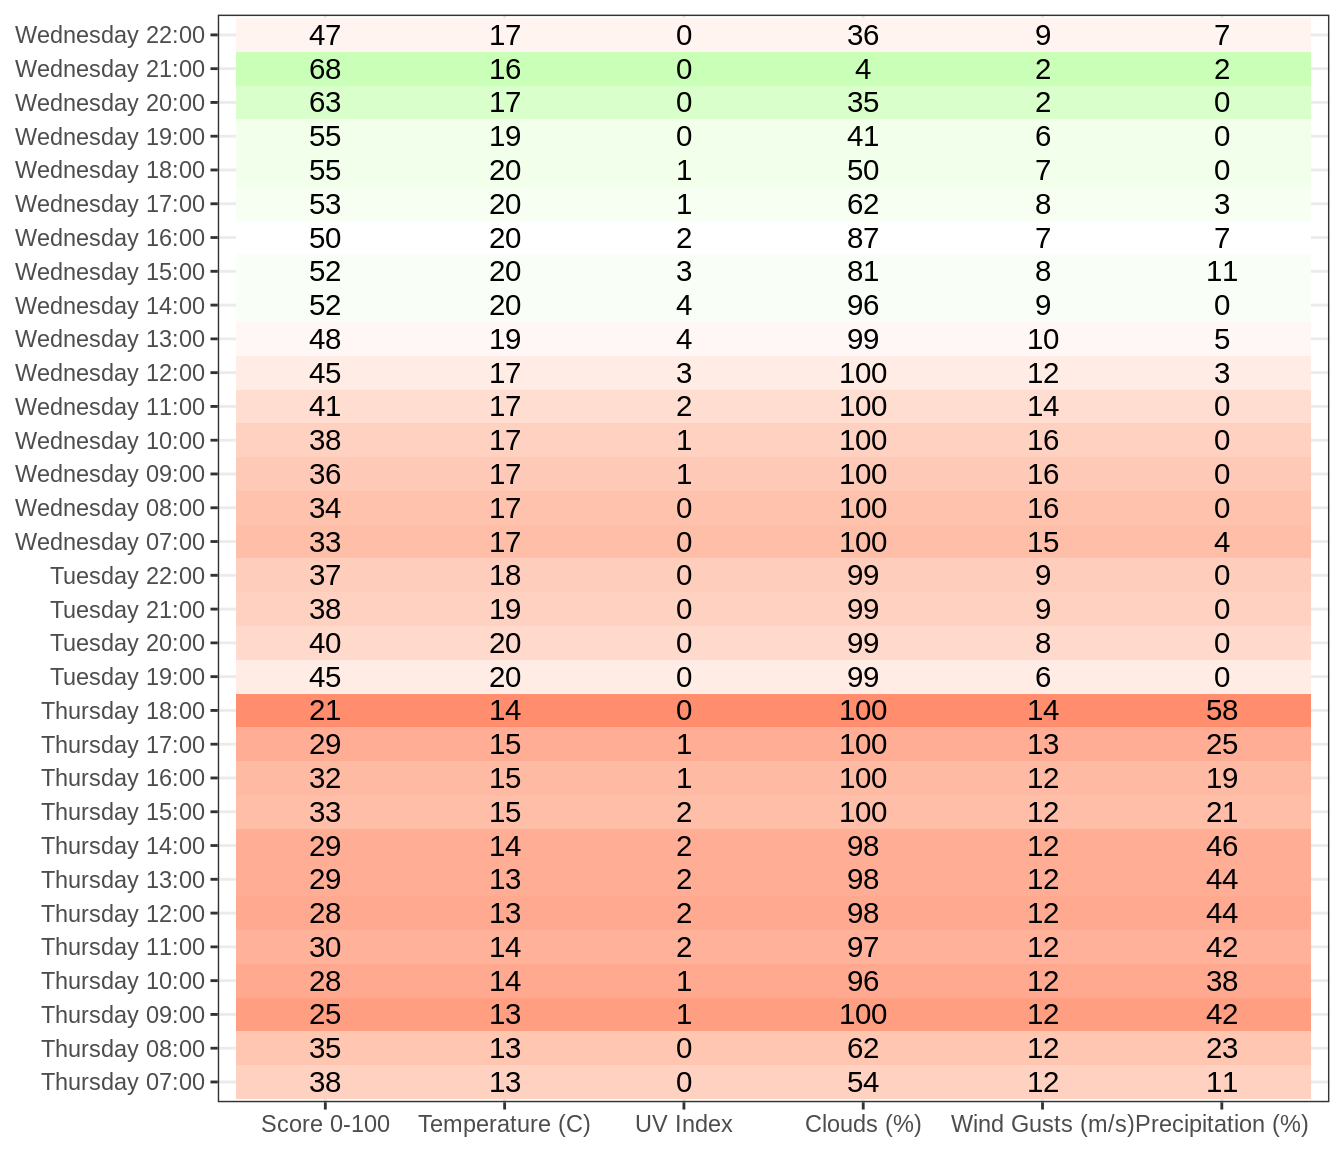 Wednesday 22:00 47 17 0 36 9 7
Wednesday 21:00 68 16 0 4 2 2
Wednesday 20:00 63 17 0 35 2 0
Wednesday 19:00 55 19 0 41 6 0
Wednesday 18:00 55 20 1 50 7 0
Wednesday 17:00 53 20 1 62 8 3
Wednesday 16:00 50 20 2 87 7 7
Wednesday 15:00 52 20 3 81 8 11
Wednesday 14:00 52 20 4 96 9 0
Wednesday 13:00 48 19 4 99 10 5
Wednesday 12:00 45 17 3 100 12 3
Wednesday 11:00 41 17 2 100 14 0
Wednesday 10:00 38 17 1 100 16 0
Wednesday 09:00 36 17 1 100 16 0
Wednesday 08:00 34 17 0 100 16 0
Wednesday 07:00 33 17 0 100 15 4
Tuesday 22:00 37 18 0 99 9 0
Tuesday 21:00 38 19 0 99 9 0
Tuesday 20:00 40 20 0 99 8 0
Tuesday 19:00 45 20 0 99 6 0
Thursday 18:00 21 14 0 100 14 58
Thursday 17:00 29 15 1 100 13 25
Thursday 16:00 32 15 1 100 12 19
Thursday 15:00 33 15 2 100 12 21
Thursday 14:00 29 14 2 98 12 46
Thursday 13:00 29 13 2 98 12 44
Thursday 12:00 28 13 2 98 12 44
Thursday 11:00 30 14 2 97 12 42
Thursday 10:00 28 14 1 96 12 38
Thursday 09:00 25 13 1 100 12 42
Thursday 08:00 35 13 0 62 12 23
Thursday 07:00 38 13 0 54 12 11
Score 0-100 Temperature (C) UV Index Clouds (%) Wind Gusts (m/s) Precipitation (%)